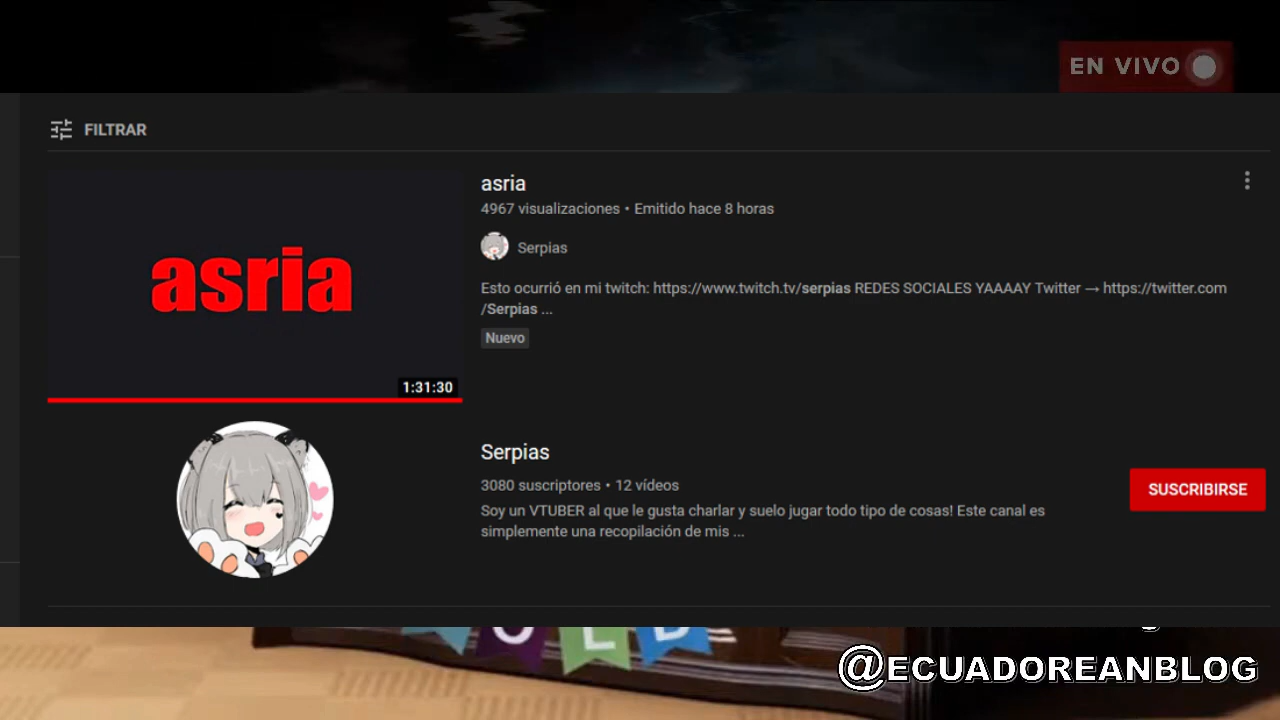 EN VIVO
FILTRAR
asria
asria
4967 visualizaciones • Emitido hace 8 horas
Serpias
Esto ocurrió en mi twitch: https://www.twitch.tv/serpias REDES SOCIALES YAAAAY Twitter → https://twitter.com
/Serpias ...
Nuevo
1:31:30
Serpias
3080 suscriptores • 12 vídeos
SUSCRIBIRSE
Soy un VTUBER al que le gusta charlar y suelo jugar todo tipo de cosas! Este canal es
simplemente una recopilación de mis ...
@ECUADOREANBLOG